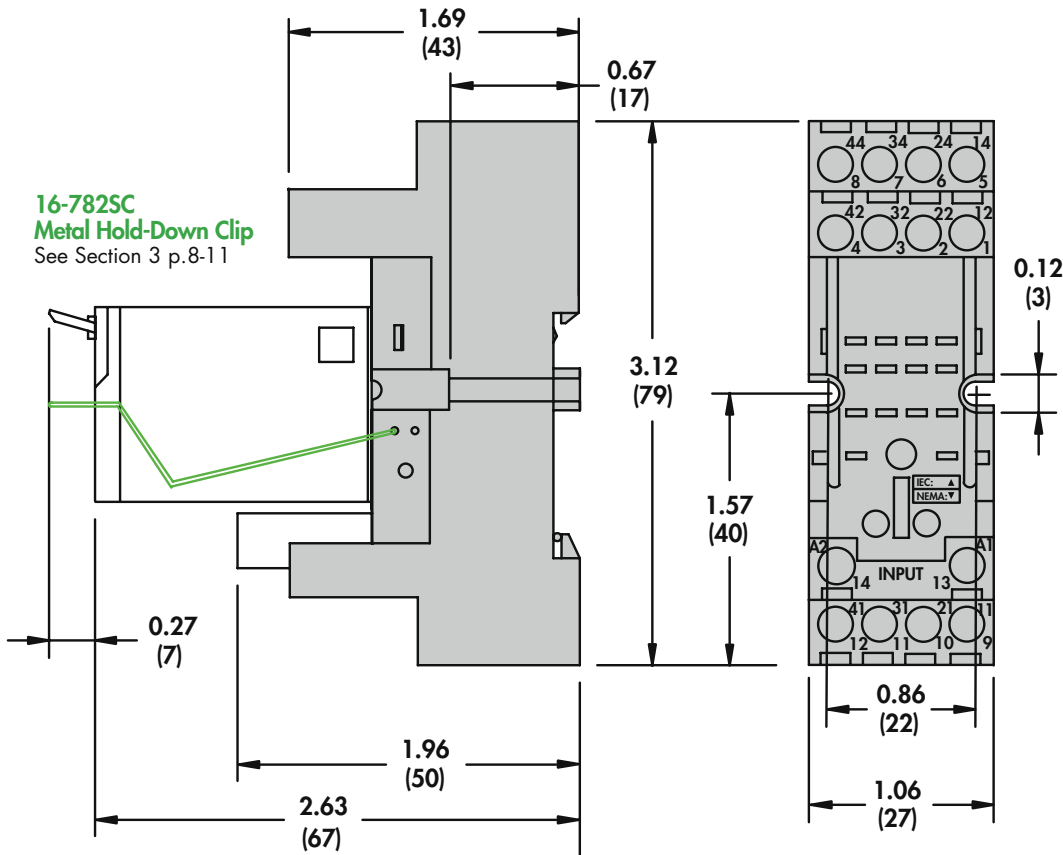 1.69
(43)
0.67
(17)
44 34 24 14
8 7 6 5
16-782SC
Metal Hold-Down Clip
See Section 3 p.8-11
42 32 22 12
4 3 2 1
0.12
(3)
3.12
(79)
IEC: ▲
NEMA:▼
1.57
(40)
A2 A1
14 INPUT 13
0.27
(7)
41 31 21 11
12 11 10 9
0.86
(22)
1.96
(50)
1.06
(27)
2.63
(67)